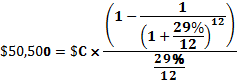 $50,500 = $C × (1 − 1 / (1 + 29% / 12)^12) / (29% / 12)